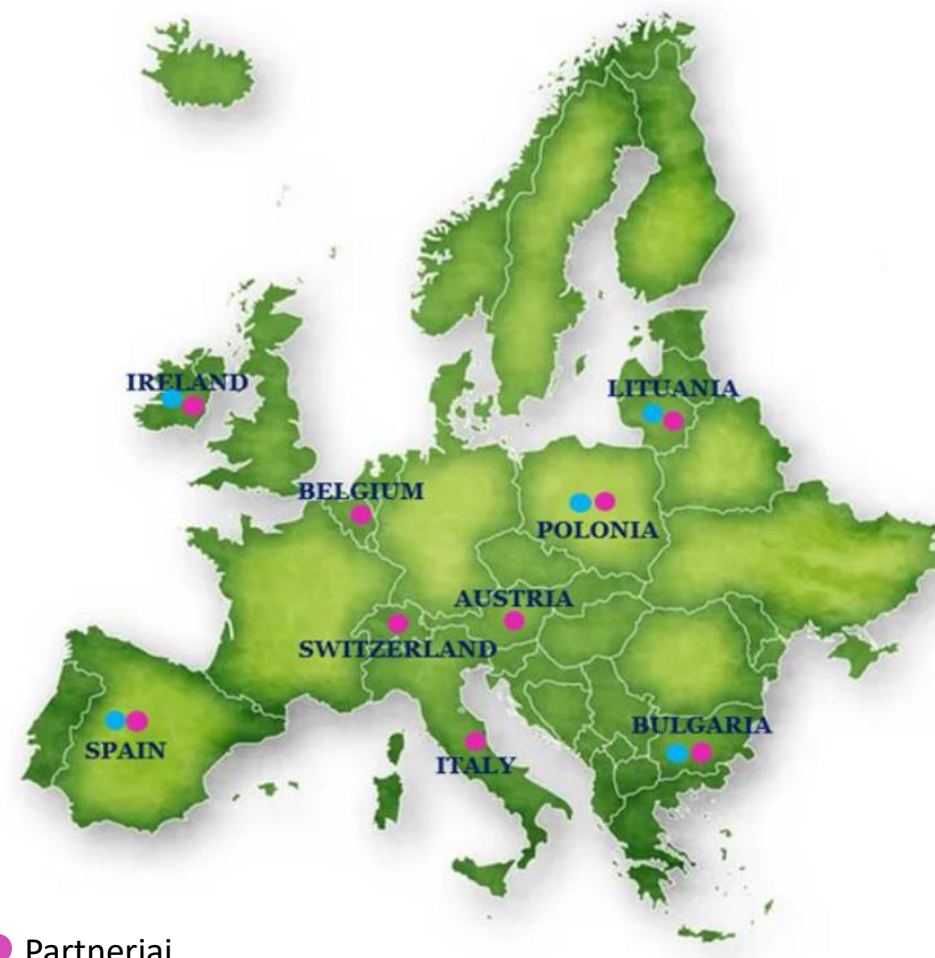 IRELAND
LITUANIA
BELGIUM
POLONIA
AUSTRIA
SWITZERLAND
BULGARIA
SPAIN
ITALY
Partneriai